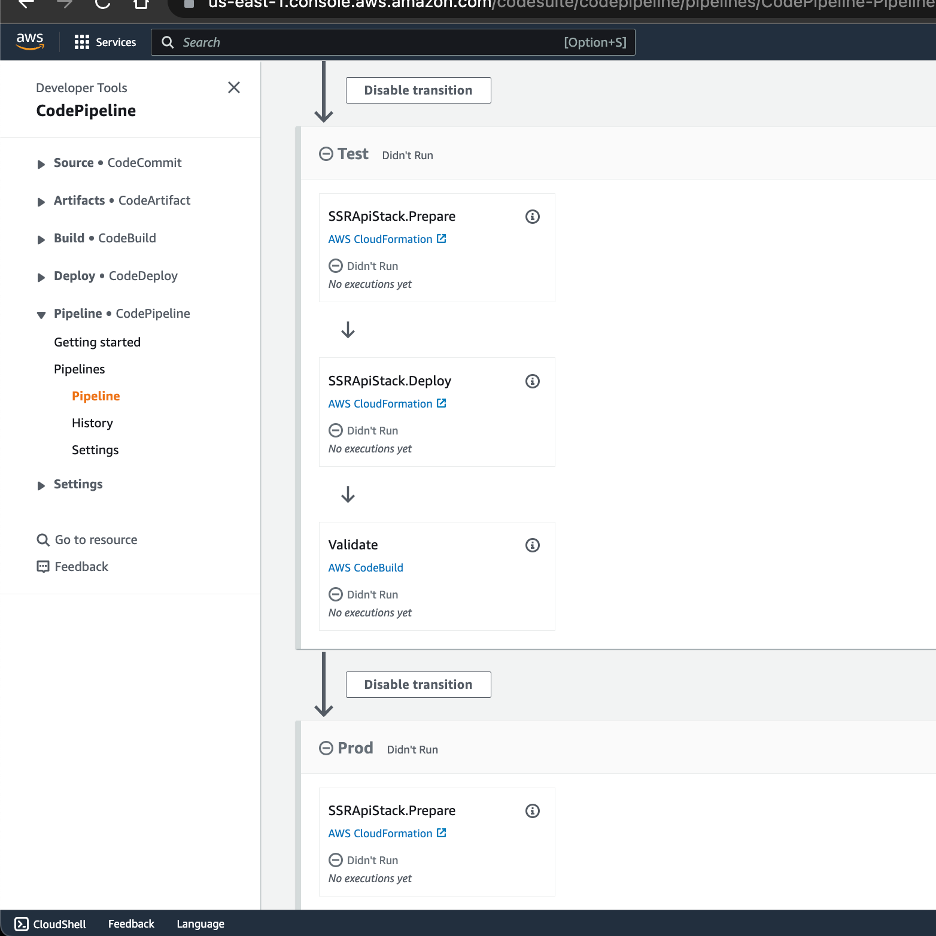 us-east-1.console.aws.amazon.com/codesuite/codepipeline/pipelines/CodePipeline-Pipeline
aws
Services
Search
[Option+S]
Developer Tools
CodePipeline
Source • CodeCommit
Artifacts • CodeArtifact
Build • CodeBuild
Deploy • CodeDeploy
Pipeline • CodePipeline
Getting started
Pipelines
Pipeline
History
Settings
Settings
Go to resource
Feedback
Disable transition
Test Didn't Run
SSRApiStack.Prepare
AWS CloudFormation
Didn't Run
No executions yet
SSRApiStack.Deploy
AWS CloudFormation
Didn't Run
No executions yet
Validate
AWS CodeBuild
Didn't Run
No executions yet
Disable transition
Prod Didn't Run
SSRApiStack.Prepare
AWS CloudFormation
Didn't Run
No executions yet
CloudShell Feedback Language